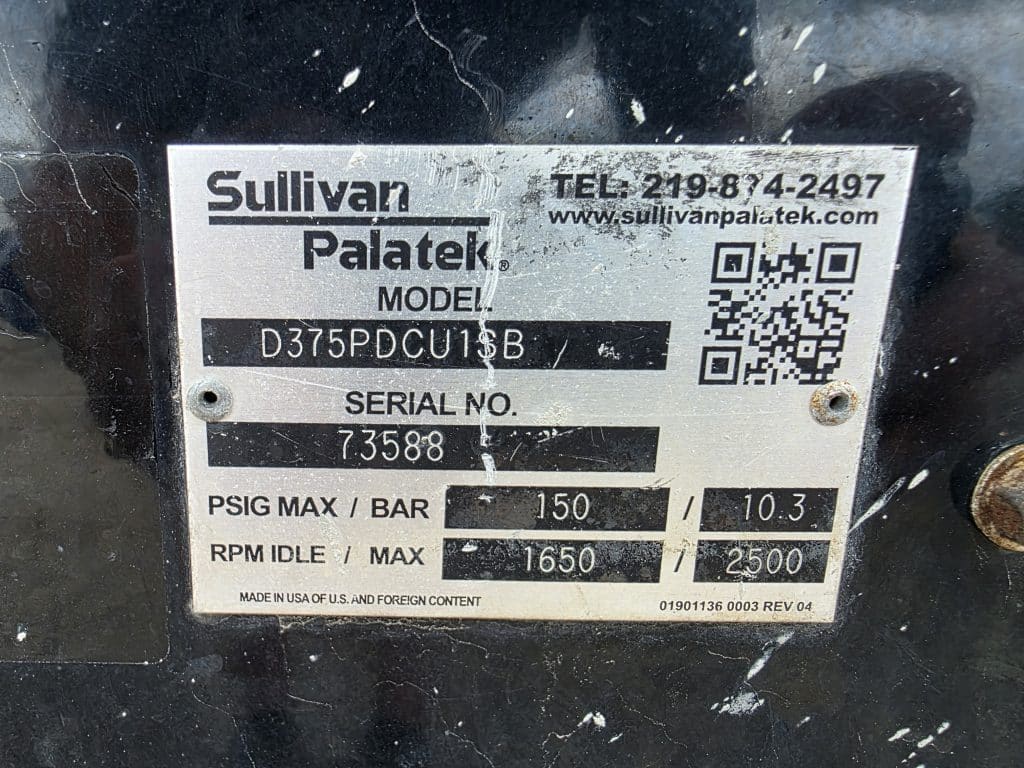 Sullivan
Palatek®
TEL: 219-874-2497
www.sullivanpalatek.com
MODEL
D375PDCU1SB
SERIAL NO.
73588
PSIG MAX / BAR 150 / 10.3
RPM IDLE / MAX 1650 / 2500
MADE IN USA OF U.S. AND FOREIGN CONTENT
01901136 0003 REV 04